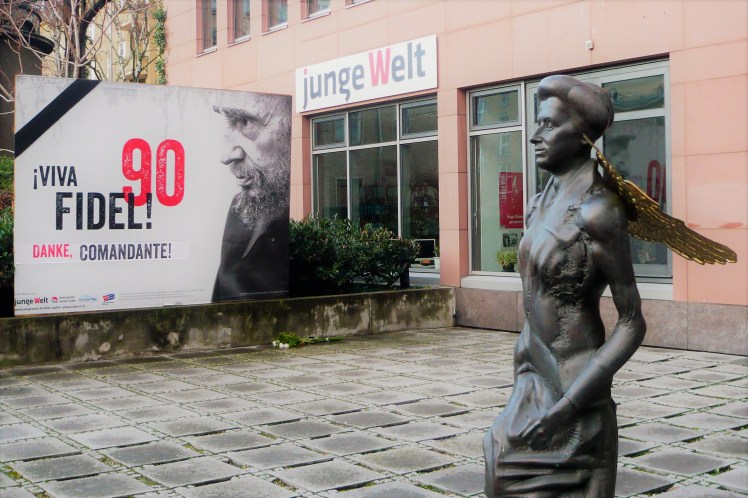 junge Welt
¡VIVA
90
FIDEL!
DANKE, COMANDANTE!
junge Welt